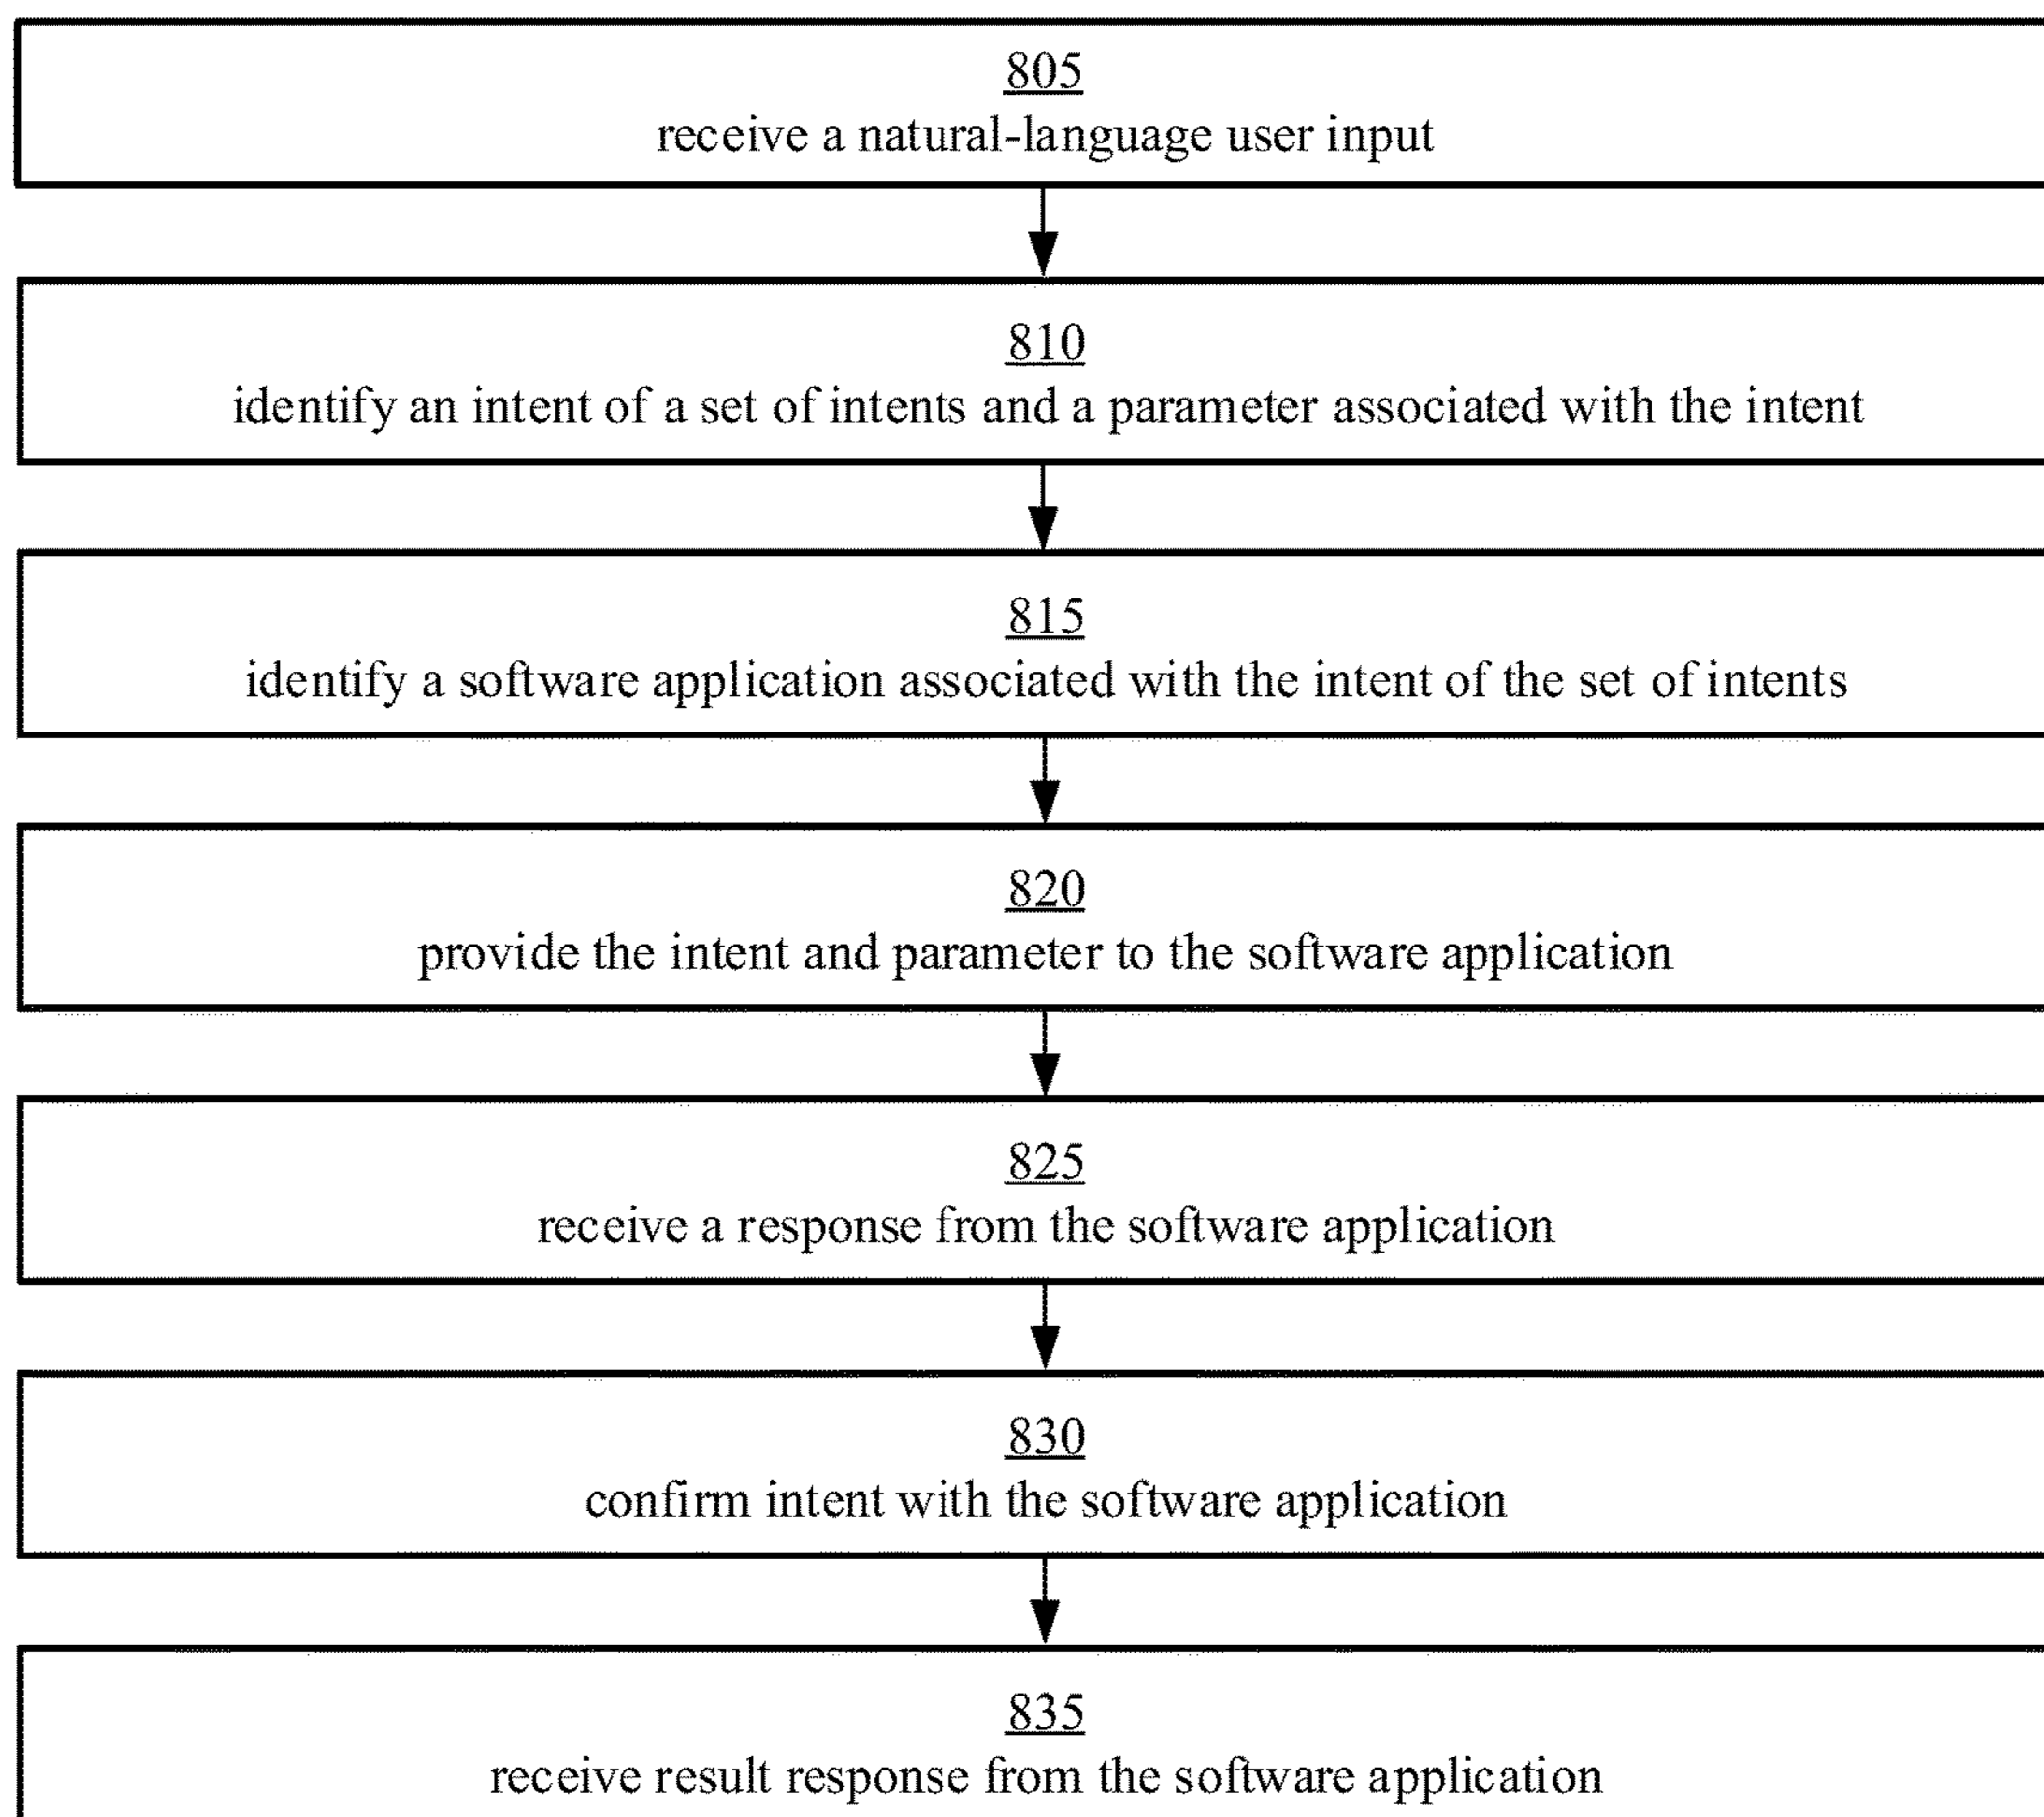 805
receive a natural-language user input
810
identify an intent of a set of intents and a parameter associated with the intent
815
identify a software application associated with the intent of the set of intents
820
provide the intent and parameter to the software application
825
receive a response from the software application
830
confirm intent with the software application
835
receive result response from the software application